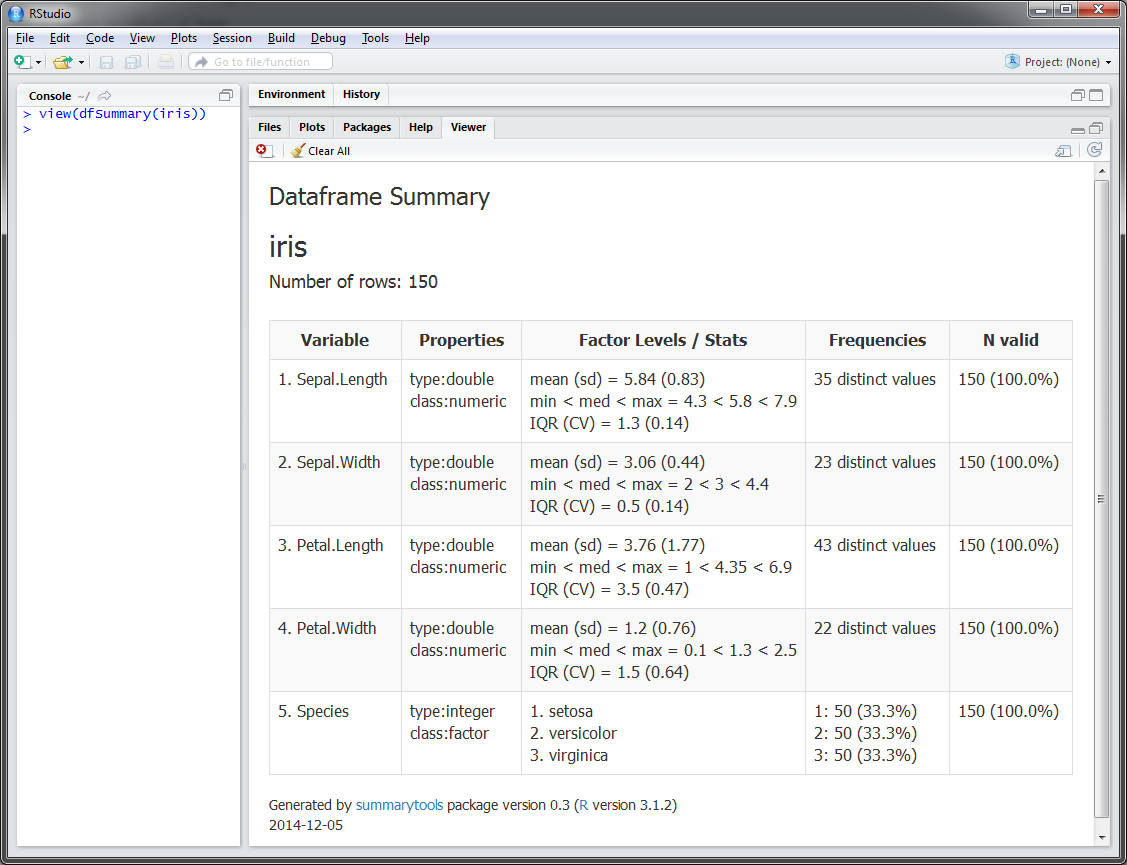 RStudio
File Edit Code View Plots Session Build Debug Tools Help
Go to file/function
Project: (None)
Console ~/
> view(dfSummary(iris))
>
Environment History
Files Plots Packages Help Viewer
Clear All
Dataframe Summary
iris
Number of rows: 150
Variable Properties Factor Levels / Stats Frequencies N valid
1. Sepal.Length type:double mean (sd) = 5.84 (0.83) 35 distinct values 150 (100.0%)
class:numeric min < med < max = 4.3 < 5.8 < 7.9
IQR (CV) = 1.3 (0.14)
2. Sepal.Width type:double mean (sd) = 3.06 (0.44) 23 distinct values 150 (100.0%)
class:numeric min < med < max = 2 < 3 < 4.4
IQR (CV) = 0.5 (0.14)
3. Petal.Length type:double mean (sd) = 3.76 (1.77) 43 distinct values 150 (100.0%)
class:numeric min < med < max = 1 < 4.35 < 6.9
IQR (CV) = 3.5 (0.47)
4. Petal.Width type:double mean (sd) = 1.2 (0.76) 22 distinct values 150 (100.0%)
class:numeric min < med < max = 0.1 < 1.3 < 2.5
IQR (CV) = 1.5 (0.64)
5. Species type:integer 1. setosa 1: 50 (33.3%) 150 (100.0%)
class:factor 2. versicolor 2: 50 (33.3%)
3. virginica 3: 50 (33.3%)
Generated by summarytools package version 0.3 (R version 3.1.2)
2014-12-05